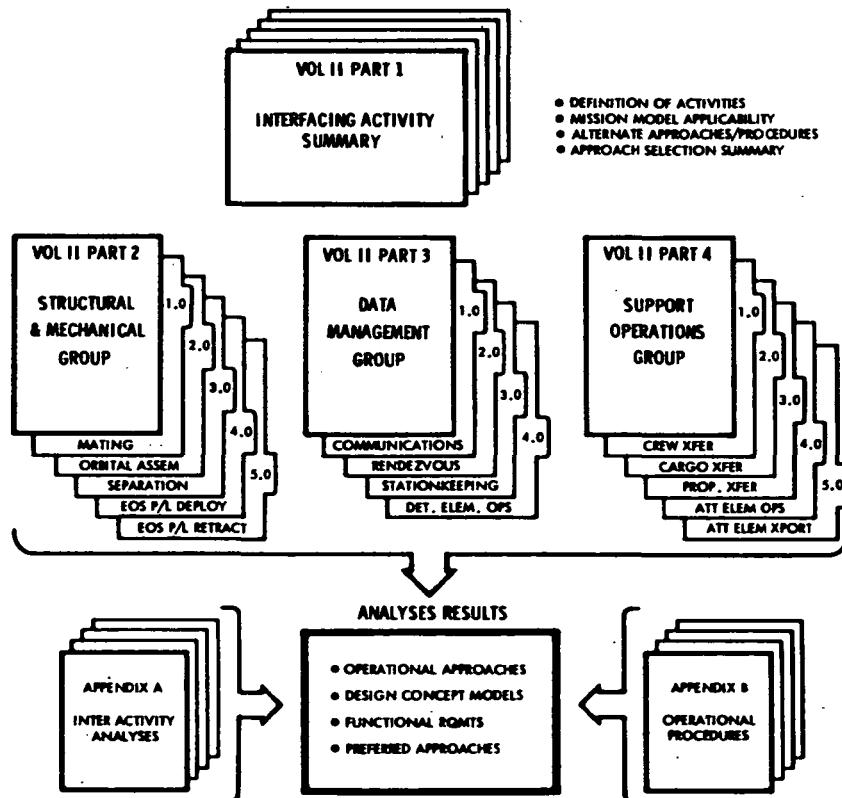 VOL II PART 1
INTERFACING ACTIVITY
SUMMARY
• DEFINITION OF ACTIVITIES
• MISSION MODEL APPLICABILITY
• ALTERNATE APPROACHES/PROCEDURES
• APPROACH SELECTION SUMMARY
VOL II PART 2
STRUCTURAL
& MECHANICAL
GROUP
1.0
2.0
3.0
4.0
5.0
MATING
ORBITAL ASSEM
SEPARATION
EOS P/L DEPLOY
EOS P/L RETRACT
VOL II PART 3
DATA
MANAGEMENT
GROUP
1.0
2.0
3.0
4.0
COMMUNICATIONS
RENDEZVOUS
STATIONKEEPING
DET. ELEM. OPS
VOL II PART 4
SUPPORT
OPERATIONS
GROUP
1.0
2.0
3.0
4.0
5.0
CREW XFER
CARGO XFER
PROP. XFER
ATT ELEM OPS
ATT ELEM XPORT
ANALYSES RESULTS
• OPERATIONAL APPROACHES
• DESIGN CONCEPT MODELS
• FUNCTIONAL RQMTS
• PREFERRED APPROACHES
APPENDIX A
INTER ACTIVITY
ANALYSES
APPENDIX B
OPERATIONAL
PROCEDURES